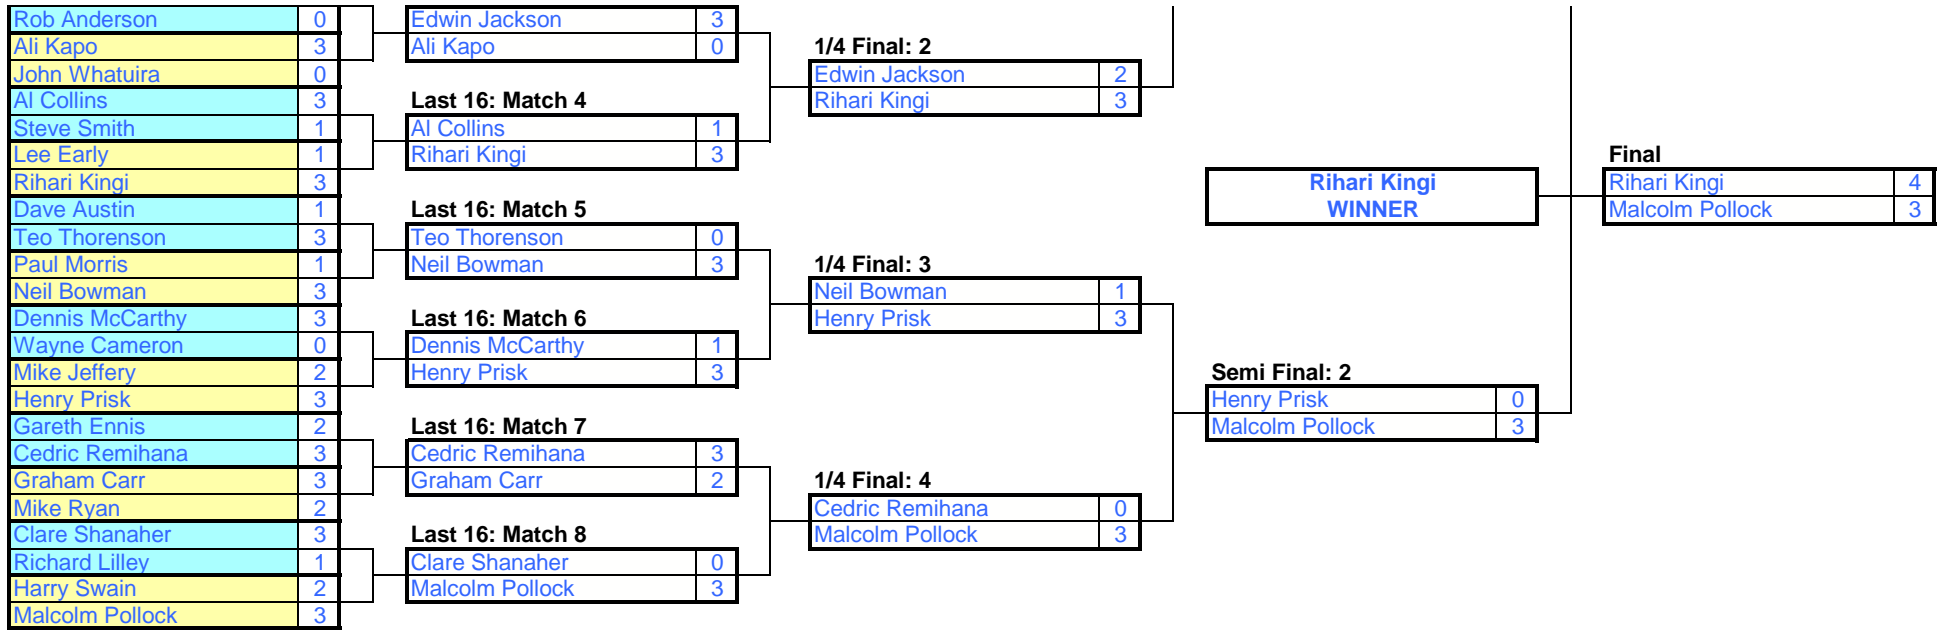 Rob Anderson 0
Ali Kapo 3
John Whatuira 0
Al Collins 3
Steve Smith 1
Lee Early 1
Rihari Kingi 3
Dave Austin 1
Teo Thorenson 3
Paul Morris 1
Neil Bowman 3
Dennis McCarthy 3
Wayne Cameron 0
Mike Jeffery 2
Henry Prisk 3
Gareth Ennis 2
Cedric Remihana 3
Graham Carr 3
Mike Ryan 2
Clare Shanaher 3
Richard Lilley 1
Harry Swain 2
Malcolm Pollock 3
Edwin Jackson 3
Ali Kapo 0
Last 16: Match 4
Al Collins 1
Rihari Kingi 3
Last 16: Match 5
Teo Thorenson 0
Neil Bowman 3
Last 16: Match 6
Dennis McCarthy 1
Henry Prisk 3
Last 16: Match 7
Cedric Remihana 3
Graham Carr 2
Last 16: Match 8
Clare Shanaher 0
Malcolm Pollock 3
1/4 Final: 2
Edwin Jackson 2
Rihari Kingi 3
1/4 Final: 3
Neil Bowman 1
Henry Prisk 3
1/4 Final: 4
Cedric Remihana 0
Malcolm Pollock 3
Rihari Kingi
WINNER
Semi Final: 2
Henry Prisk 0
Malcolm Pollock 3
Final
Rihari Kingi 4
Malcolm Pollock 3